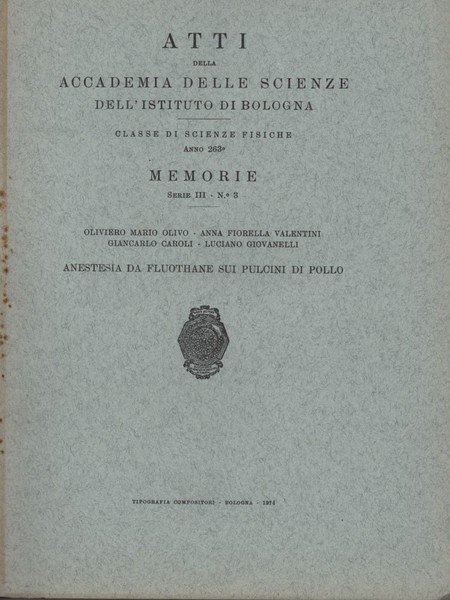 ATTI
DELLA
ACCADEMIA DELLE SCIENZE
DELL'ISTITUTO DI BOLOGNA
CLASSE DI SCIENZE FISICHE
ANNO 263º
MEMORIE
SERIE III - N.º 3
OLIVIERO MARIO OLIVO - ANNA FIORELLA VALENTINI
GIANCARLO CAROLI - LUCIANO GIOVANELLI
ANESTESIA DA FLUOTHANE SUI PULCINI DI POLLO
TIPOGRAFIA COMPOSITORI - BOLOGNA - 1974